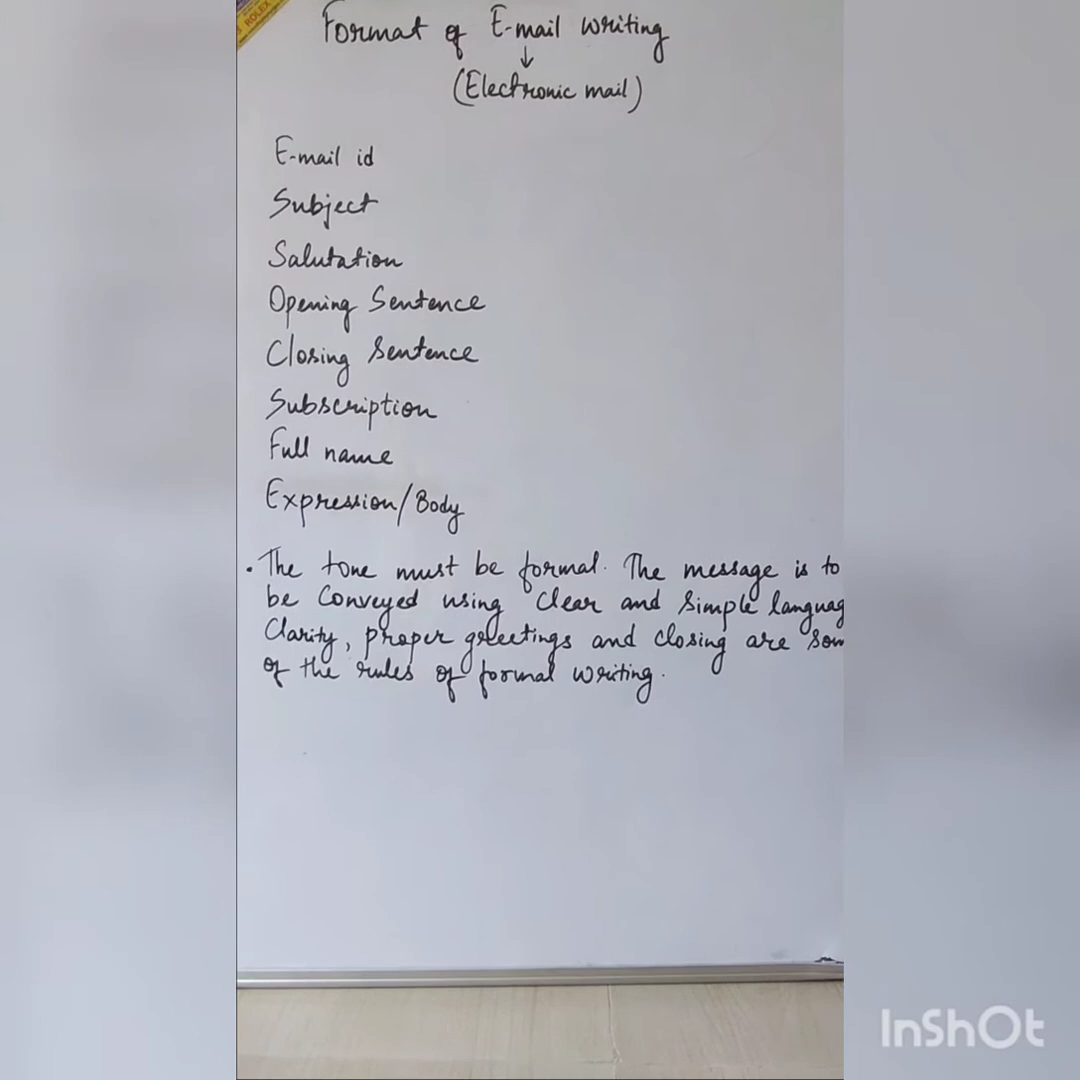 ROLEX
Format of E-mail writing
↓
(Electronic mail)
E-mail id
Subject
Salutation
Opening Sentence
Closing Sentence
Subscription
Full name
Expression/Body
• The tone must be formal. The message is to
be Conveyed using Clear and Simple languag
Clarity, proper greetings and closing are som
of the rules of formal writing.
InShOt